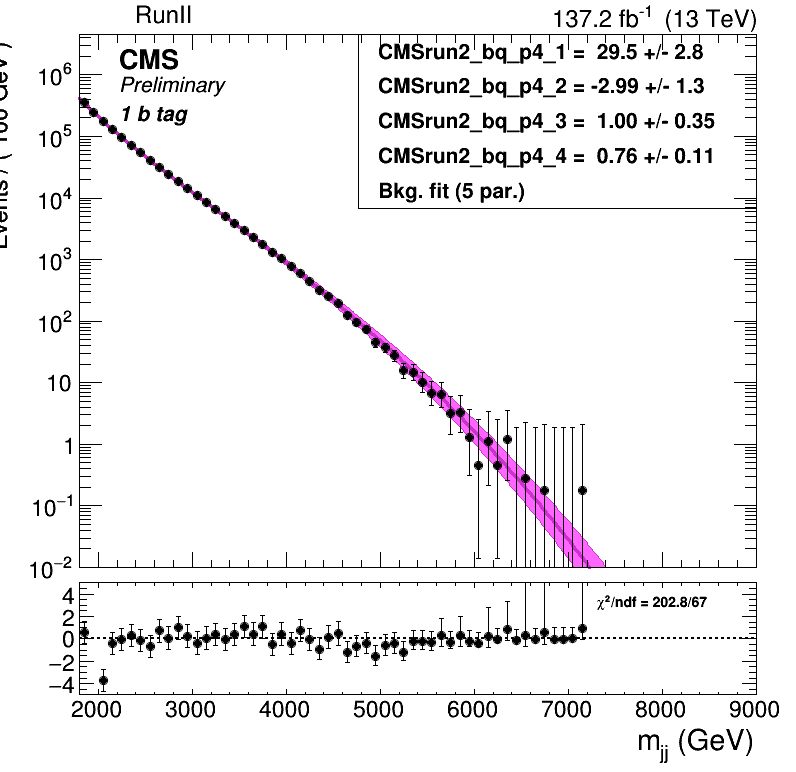 RunII
137.2 fb⁻¹ (13 TeV)
CMS
Preliminary
1 b tag
CMSrun2_bq_p4_1 = 29.5 +/- 2.8
CMSrun2_bq_p4_2 = -2.99 +/- 1.3
CMSrun2_bq_p4_3 = 1.00 +/- 0.35
CMSrun2_bq_p4_4 = 0.76 +/- 0.11
Bkg. fit (5 par.)
10⁶
10⁵
10⁴
10³
10²
10
1
10⁻¹
10⁻²
Events / ( 100 GeV )
χ²/ndf = 202.8/67
4
2
0
−2
−4
2000 3000 4000 5000 6000 7000 8000 9000
m_jj (GeV)